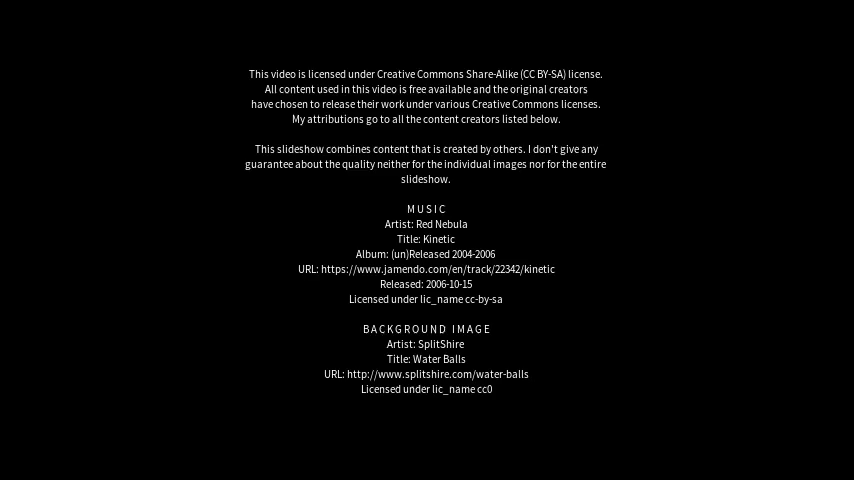 This video is licensed under Creative Commons Share-Alike (CC BY-SA) license.
All content used in this video is free available and the original creators
have chosen to release their work under various Creative Commons licenses.
My attributions go to all the content creators listed below.
This slideshow combines content that is created by others. I don't give any
guarantee about the quality neither for the individual images nor for the entire
slideshow.
MUSIC
Artist: Red Nebula
Title: Kinetic
Album: (un)Released 2004-2006
URL: https://www.jamendo.com/en/track/22342/kinetic
Released: 2006-10-15
Licensed under lic_name cc-by-sa
BACKGROUND IMAGE
Artist: SplitShire
Title: Water Balls
URL: http://www.splitshire.com/water-balls
Licensed under lic_name cc0